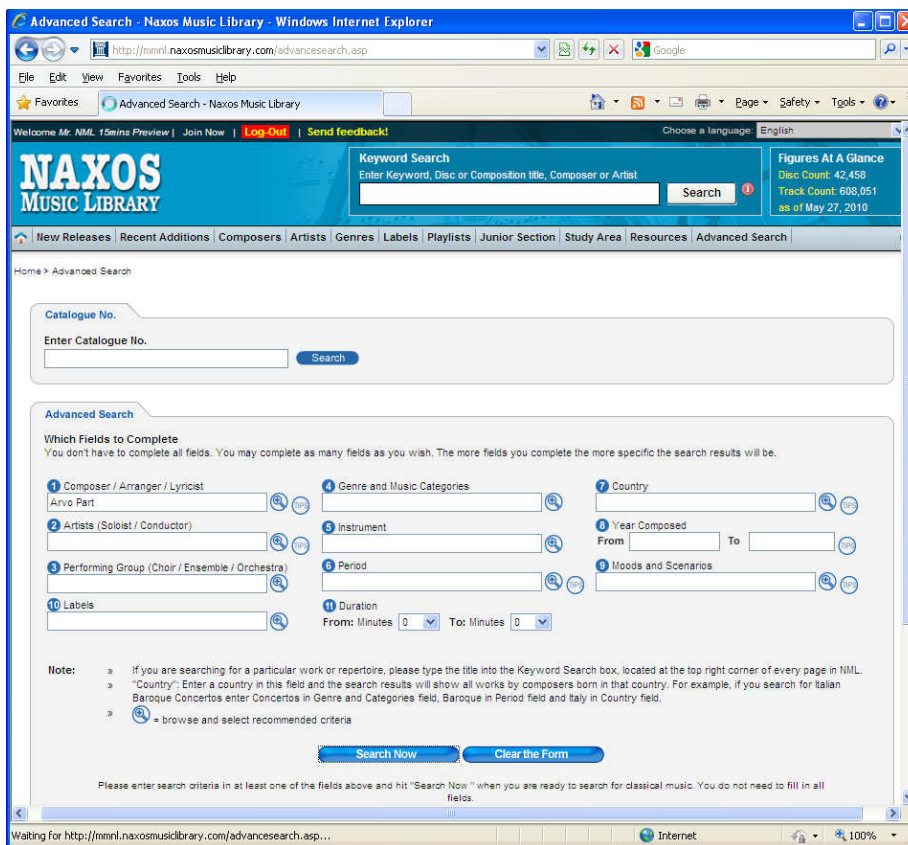 Advanced Search - Naxos Music Library - Windows Internet Explorer
http://mmnl.naxosmusiclibrary.com/advancesearch.asp
Google
File Edit View Favorites Tools Help
Favorites
Advanced Search - Naxos Music Library
Page Safety Tools
Welcome Mr. NML 15mins Preview | Join Now | Log-Out | Send feedback!
Choose a language: English
NAXOS
MUSIC LIBRARY
Keyword Search
Enter Keyword, Disc or Composition title, Composer or Artist
Search
Figures At A Glance
Disc Count: 42,458
Track Count: 608,051
as of May 27, 2010
New Releases | Recent Additions | Composers | Artists | Genres | Labels | Playlists | Junior Section | Study Area | Resources | Advanced Search |
Home > Advanced Search
Catalogue No.
Enter Catalogue No.
Search
Advanced Search
Which Fields to Complete
You don't have to complete all fields. You may complete as many fields as you wish. The more fields you complete the more specific the search results will be.
1 Composer / Arranger / Lyricist
Arvo Part
TIPS
4 Genre and Music Categories
7 Country
TIPS
2 Artists (Soloist / Conductor)
TIPS
5 Instrument
8 Year Composed
From To
TIPS
3 Performing Group (Choir / Ensemble / Orchestra)
6 Period
TIPS
9 Moods and Scenarios
TIPS
10 Labels
11 Duration
From: Minutes 0 To: Minutes 0
Note: » If you are searching for a particular work or repertoire, please type the title into the Keyword Search box, located at the top right corner of every page in NML.
» "Country": Enter a country in this field and the search results will show all works by composers born in that country. For example, if you search for Italian
Baroque Concertos enter Concertos in Genre and Categories field, Baroque in Period field and Italy in Country field.
» = browse and select recommended criteria
Search Now
Clear the Form
Please enter search criteria in at least one of the fields above and hit "Search Now " when you are ready to search for classical music. You do not need to fill in all
fields.
Waiting for http://mmnl.naxosmusiclibrary.com/advancesearch.asp...
Internet
100%